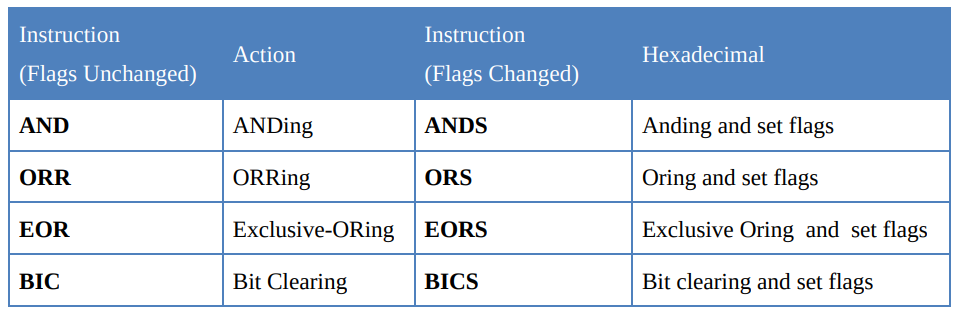 Instruction
(Flags Unchanged)
Action
Instruction
(Flags Changed)
Hexadecimal
AND
ANDing
ANDS
Anding and set flags
ORR
ORRing
ORS
Oring and set flags
EOR
Exclusive-ORing
EORS
Exclusive Oring and set flags
BIC
Bit Clearing
BICS
Bit clearing and set flags